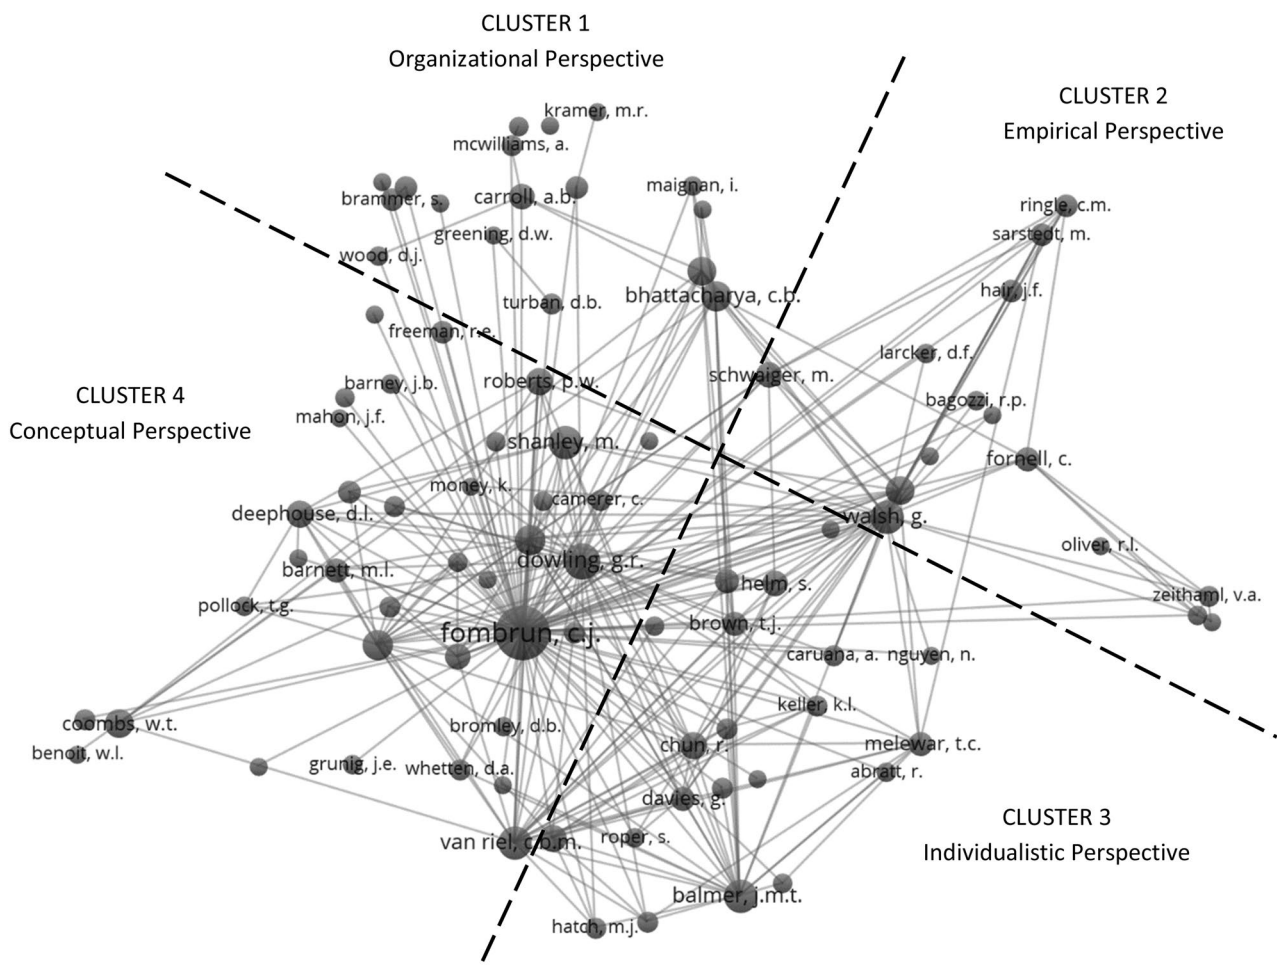 CLUSTER 1
Organizational Perspective
CLUSTER 2
Empirical Perspective
kramer, m.r.
mcwilliams, a.
maignan, i.
brammer, s.
carroll, a.b.
ringle, c.m.
greening, d.w.
sarstedt, m.
wood, d.j.
hair, j.f.
bhattacharya, c.b.
turban, d.b.
freeman, r.e.
larcker, d.f.
schwaiger, m.
barney, j.b.
roberts, p.w.
CLUSTER 4
Conceptual Perspective
bagozzi, r.p.
mahon, j.f.
shanley, m.
fornell, c.
money, k.
camerer, c.
deephouse, d.l.
walsh, g.
oliver, r.l.
dowling, g.r.
barnett, m.l.
helm, s.
zeithaml, v.a.
pollock, t.g.
brown, t.j.
fombrun, c.j.
caruana, a.
nguyen, n.
keller, k.l.
coombs, w.t.
bromley, d.b.
chun, r.
melewar, t.c.
benoit, w.l.
grunig, j.e.
whetten, d.a.
abratt, r.
davies, g.
CLUSTER 3
Individualistic Perspective
roper, s.
van riel, c.b.m.
balmer, j.m.t.
hatch, m.j.